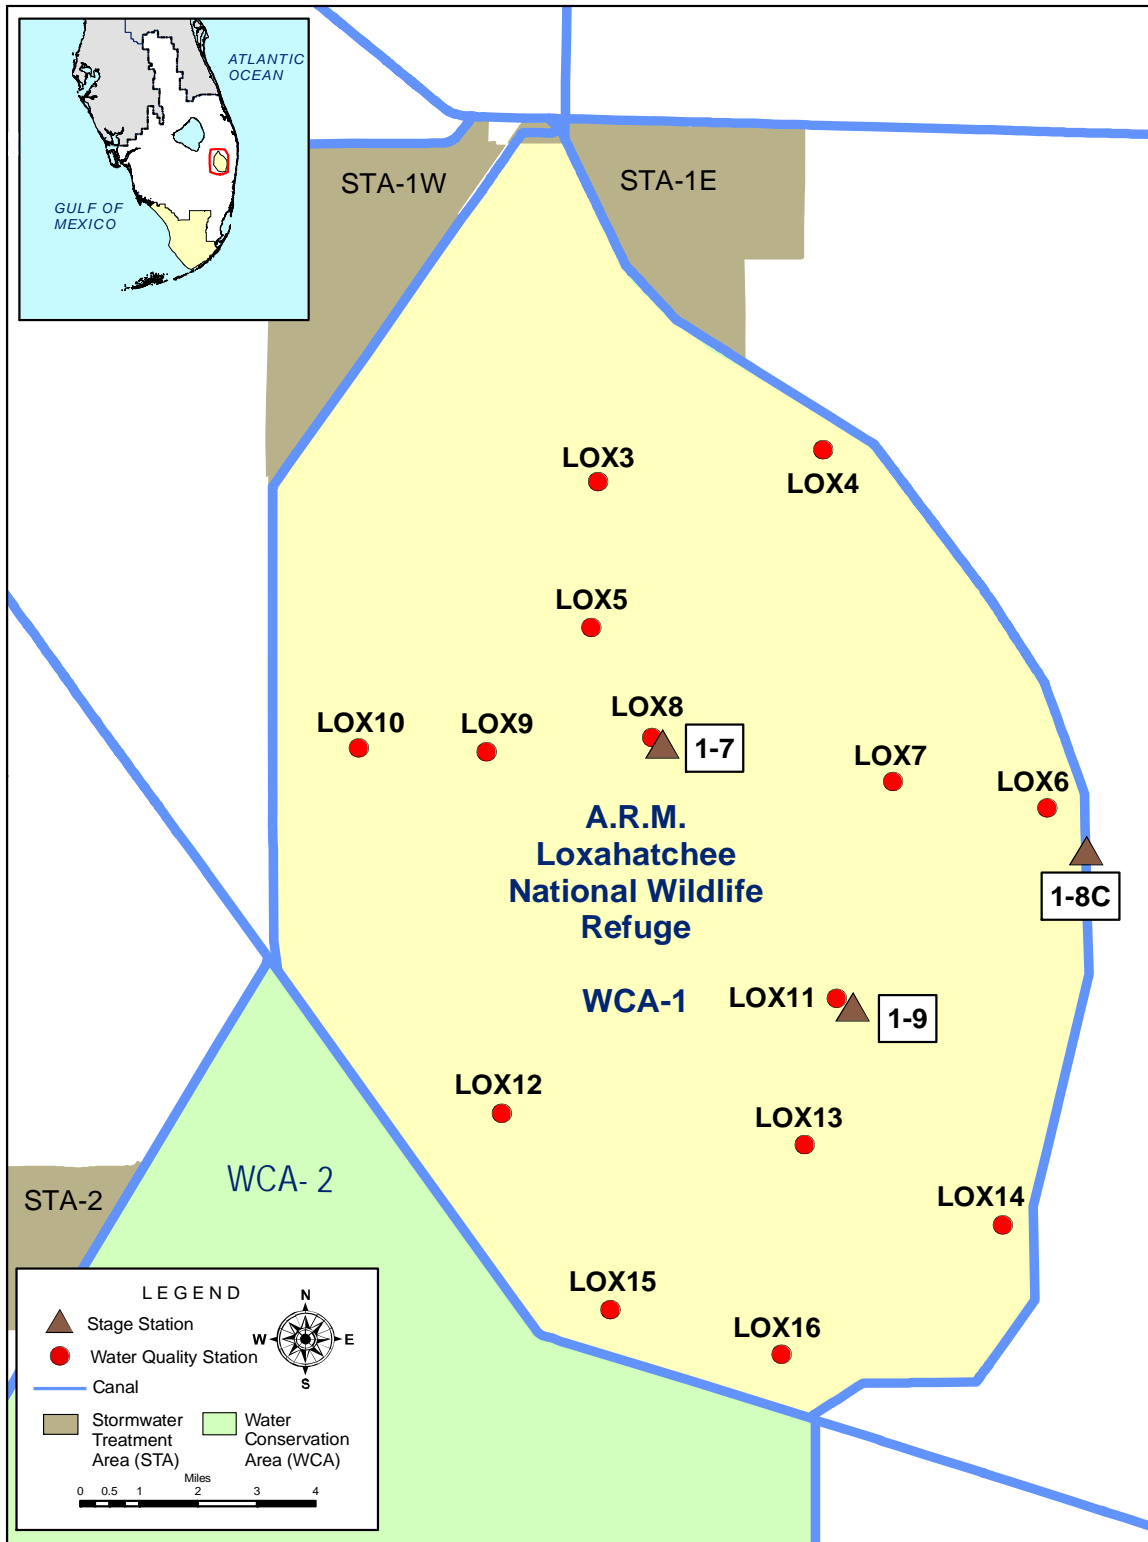 ATLANTIC
OCEAN
GULF OF
MEXICO
STA-1W
STA-1E
LOX3
LOX4
LOX5
LOX8
1-7
LOX10
LOX9
LOX7
LOX6
A.R.M.
Loxahatchee
National Wildlife
Refuge
1-8C
WCA-1
LOX11
1-9
LOX12
LOX13
WCA- 2
STA-2
LOX14
LOX15
LOX16
LEGEND
N
W E
S
Stage Station
Water Quality Station
Canal
Stormwater
Treatment
Area (STA)
Water
Conservation
Area (WCA)
Miles
0 0.5 1 2 3 4